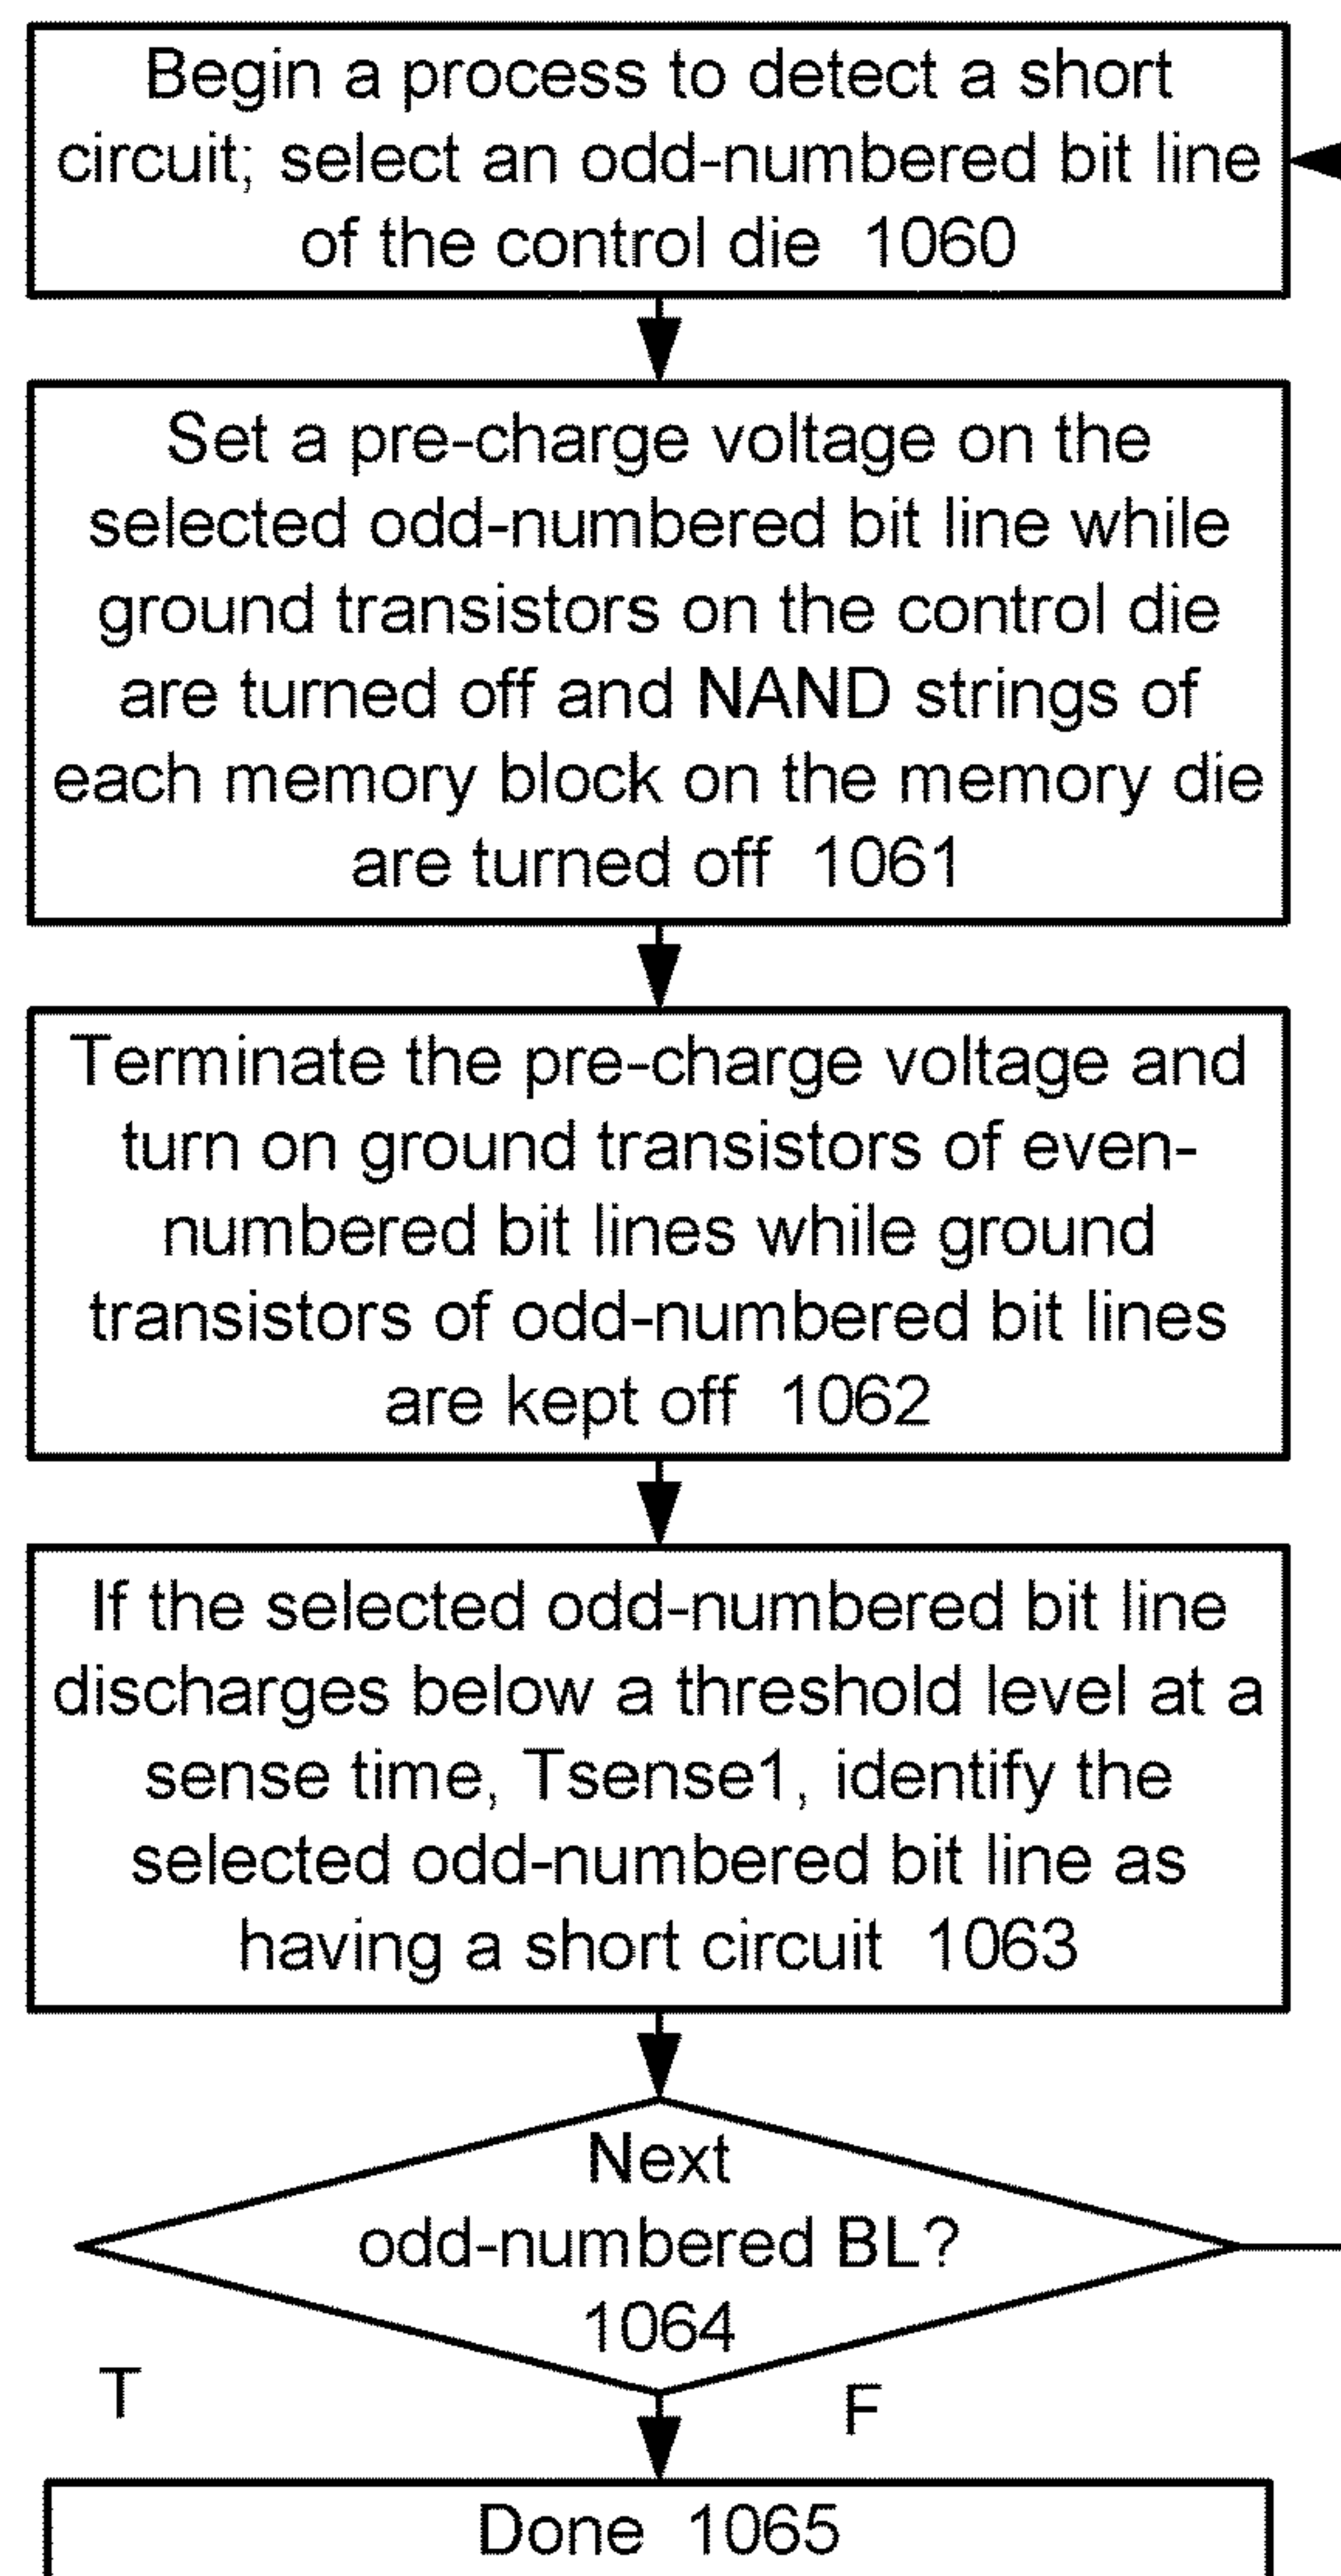 Begin a process to detect a short
circuit; select an odd-numbered bit line
of the control die 1060
Set a pre-charge voltage on the
selected odd-numbered bit line while
ground transistors on the control die
are turned off and NAND strings of
each memory block on the memory die
are turned off 1061
Terminate the pre-charge voltage and
turn on ground transistors of even-
numbered bit lines while ground
transistors of odd-numbered bit lines
are kept off 1062
If the selected odd-numbered bit line
discharges below a threshold level at a
sense time, Tsense1, identify the
selected odd-numbered bit line as
having a short circuit 1063
Next
odd-numbered BL?
1064
T
F
Done 1065